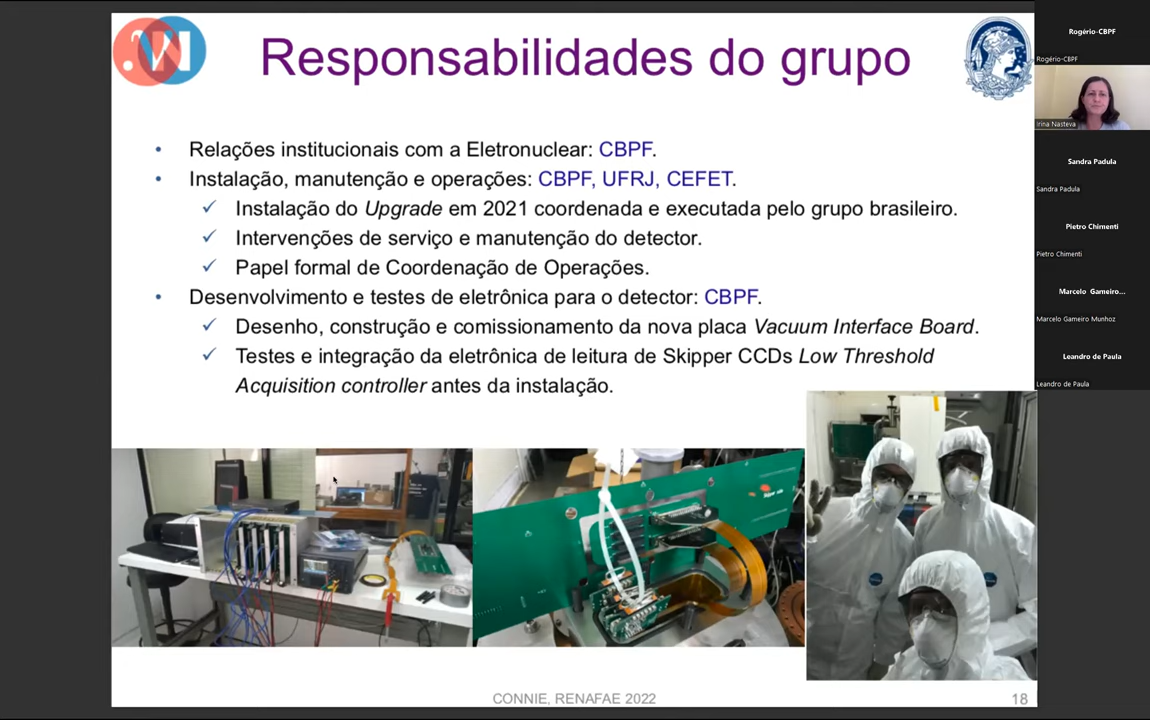 Responsabilidades do grupo
• Relações institucionais com a Eletronuclear: CBPF.
• Instalação, manutenção e operações: CBPF, UFRJ, CEFET.
✓ Instalação do Upgrade em 2021 coordenada e executada pelo grupo brasileiro.
✓ Intervenções de serviço e manutenção do detector.
✓ Papel formal de Coordenação de Operações.
• Desenvolvimento e testes de eletrônica para o detector: CBPF.
✓ Desenho, construção e comissionamento da nova placa Vacuum Interface Board.
✓ Testes e integração da eletrônica de leitura de Skipper CCDs Low Threshold
Acquisition controller antes da instalação.
CONNIE, RENAFAE 2022
18
Rogério-CBPF
Rogério-CBPF
Irina Nasteva
Sandra Padula
Sandra Padula
Pietro Chimenti
Pietro Chimenti
Marcelo Gameiro...
Marcelo Gameiro Munhoz
Leandro de Paula
Leandro de Paula